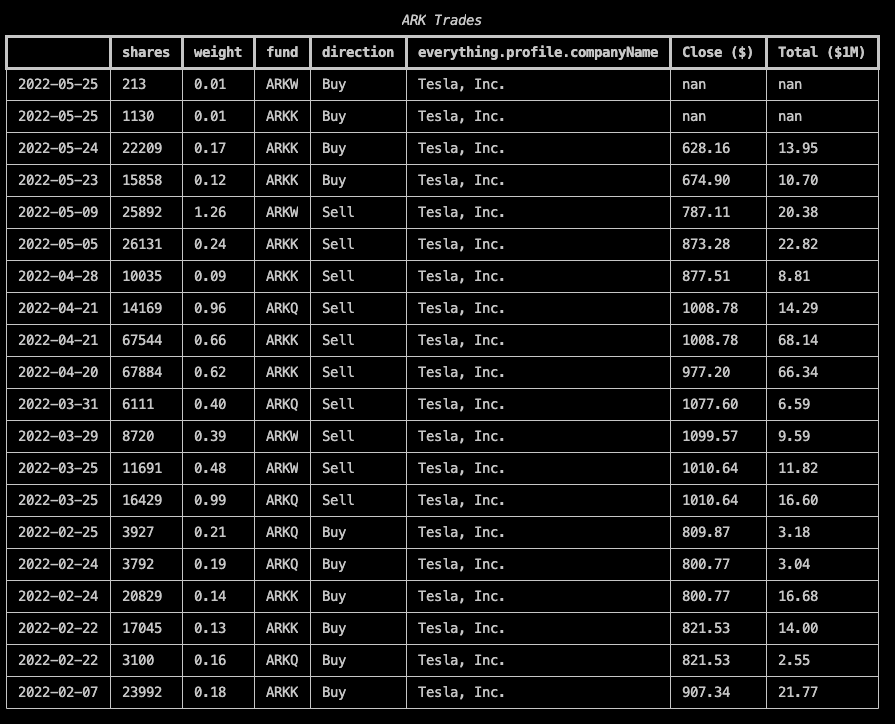 ARK Trades
shares weight fund direction everything.profile.companyName Close ($) Total ($1M)
2022-05-25 213 0.01 ARKW Buy Tesla, Inc. nan nan
2022-05-25 1130 0.01 ARKK Buy Tesla, Inc. nan nan
2022-05-24 22209 0.17 ARKK Buy Tesla, Inc. 628.16 13.95
2022-05-23 15858 0.12 ARKK Buy Tesla, Inc. 674.90 10.70
2022-05-09 25892 1.26 ARKW Sell Tesla, Inc. 787.11 20.38
2022-05-05 26131 0.24 ARKK Sell Tesla, Inc. 873.28 22.82
2022-04-28 10035 0.09 ARKK Sell Tesla, Inc. 877.51 8.81
2022-04-21 14169 0.96 ARKQ Sell Tesla, Inc. 1008.78 14.29
2022-04-21 67544 0.66 ARKK Sell Tesla, Inc. 1008.78 68.14
2022-04-20 67884 0.62 ARKK Sell Tesla, Inc. 977.20 66.34
2022-03-31 6111 0.40 ARKQ Sell Tesla, Inc. 1077.60 6.59
2022-03-29 8720 0.39 ARKW Sell Tesla, Inc. 1099.57 9.59
2022-03-25 11691 0.48 ARKW Sell Tesla, Inc. 1010.64 11.82
2022-03-25 16429 0.99 ARKQ Sell Tesla, Inc. 1010.64 16.60
2022-02-25 3927 0.21 ARKQ Buy Tesla, Inc. 809.87 3.18
2022-02-24 3792 0.19 ARKQ Buy Tesla, Inc. 800.77 3.04
2022-02-24 20829 0.14 ARKK Buy Tesla, Inc. 800.77 16.68
2022-02-22 17045 0.13 ARKK Buy Tesla, Inc. 821.53 14.00
2022-02-22 3100 0.16 ARKQ Buy Tesla, Inc. 821.53 2.55
2022-02-07 23992 0.18 ARKK Buy Tesla, Inc. 907.34 21.77